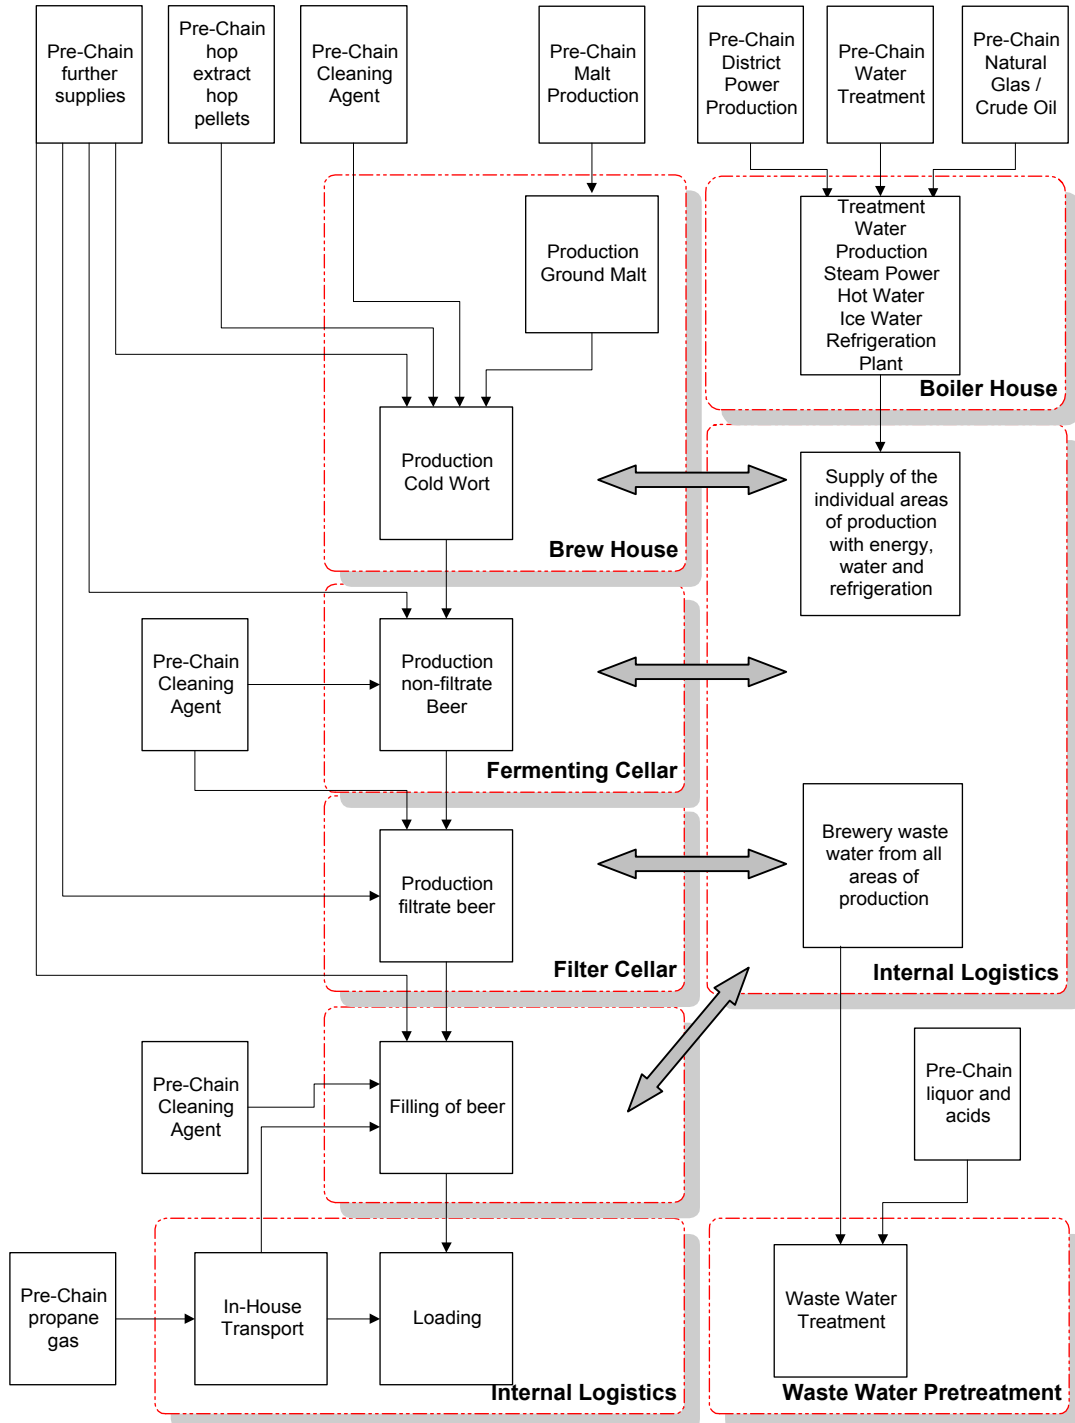 Pre-Chain
further
supplies
Pre-Chain
hop
extract
hop
pellets
Pre-Chain
Cleaning
Agent
Pre-Chain
Malt
Production
Pre-Chain
District
Power
Production
Pre-Chain
Water
Treatment
Pre-Chain
Natural
Glas /
Crude Oil
Production
Ground Malt
Treatment
Water
Production
Steam Power
Hot Water
Ice Water
Refrigeration
Plant
Boiler House
Production
Cold Wort
Brew House
Supply of the
individual areas
of production
with energy,
water and
refrigeration
Pre-Chain
Cleaning
Agent
Production
non-filtrate
Beer
Fermenting Cellar
Production
filtrate beer
Filter Cellar
Brewery waste
water from all
areas of
production
Internal Logistics
Pre-Chain
Cleaning
Agent
Filling of beer
Pre-Chain
liquor and
acids
Pre-Chain
propane
gas
In-House
Transport
Loading
Internal Logistics
Waste Water
Treatment
Waste Water Pretreatment